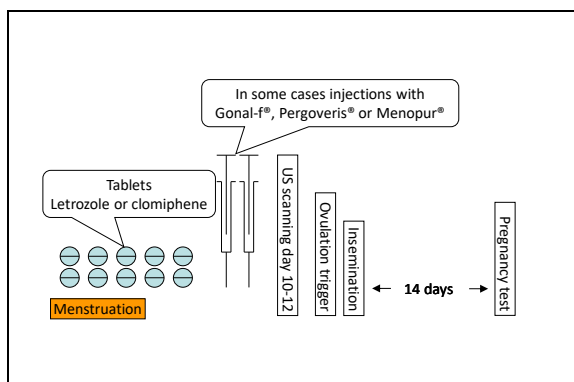 In some cases injections with
Gonal-f®, Pergoveris® or Menopur®
Tablets
Letrozole or clomiphene
Menstruation
US scanning day 10-12
Ovulation trigger
Insemination
14 days
Pregnancy test